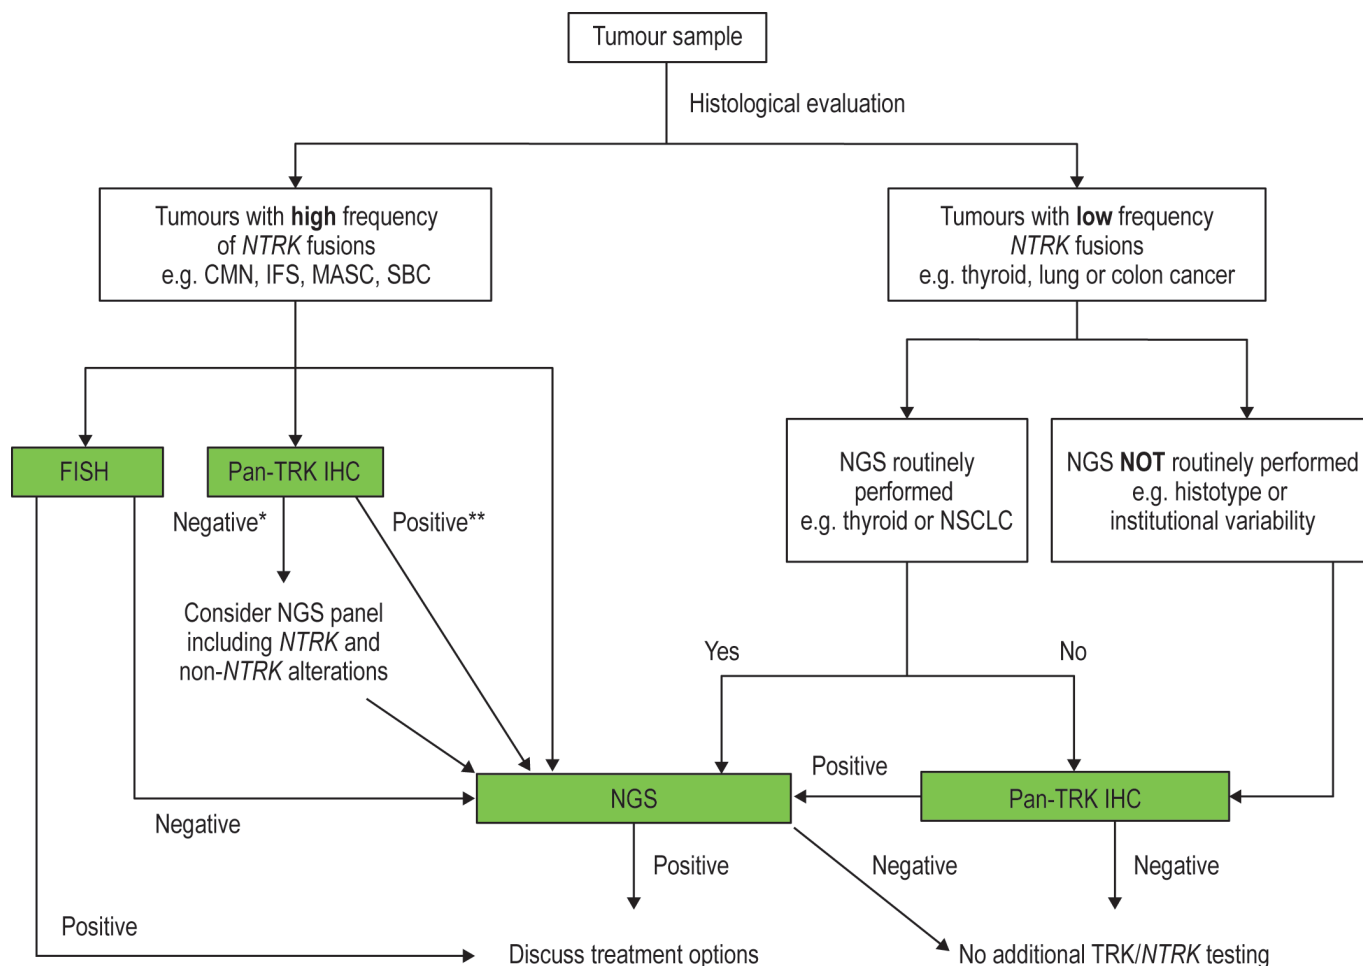 Tumour sample
Histological evaluation
Tumours with high frequency
of NTRK fusions
e.g. CMN, IFS, MASC, SBC
Tumours with low frequency
NTRK fusions
e.g. thyroid, lung or colon cancer
FISH
Pan-TRK IHC
NGS routinely
performed
e.g. thyroid or NSCLC
NGS NOT routinely performed
e.g. histotype or
institutional variability
Negative*
Positive**
Consider NGS panel
including NTRK and
non-NTRK alterations
Yes
No
NGS
Positive
Pan-TRK IHC
Negative
Positive
Negative
Negative
Positive
Discuss treatment options
No additional TRK/NTRK testing